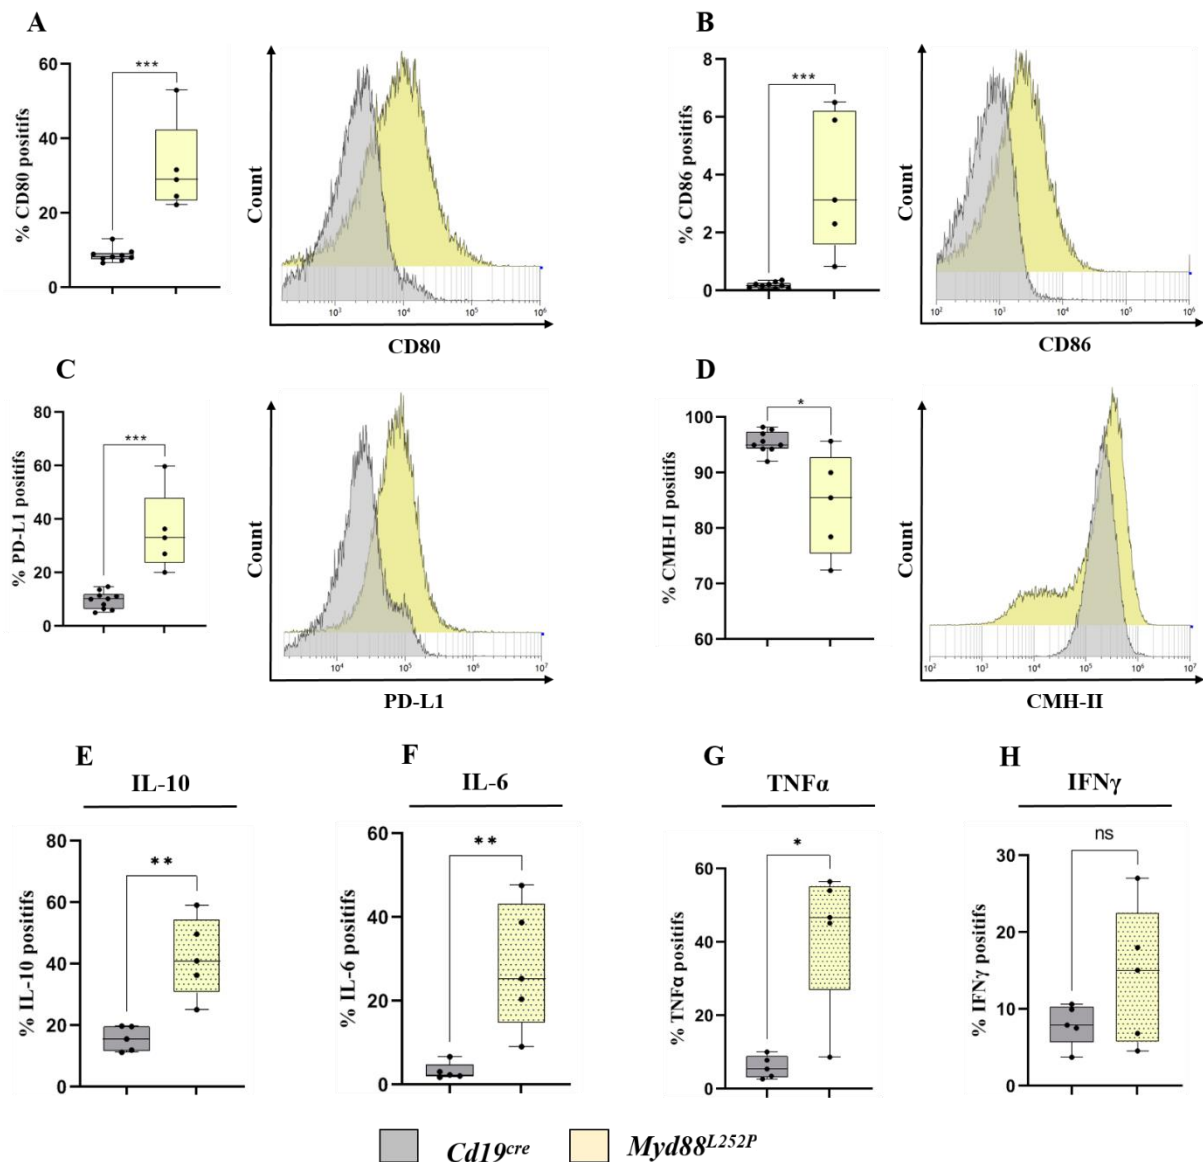 A
B
60
40
20
0
% CD80 positifs
***
Count
10³
10⁴
10⁵
10⁶
CD80
8
6
4
2
0
% CD86 positifs
***
Count
10²
10³
10⁴
10⁵
10⁶
CD86
C
D
80
60
40
20
0
% PD-L1 positifs
***
Count
10⁴
10⁵
10⁶
10⁷
PD-L1
100
90
80
70
60
% CMH-II positifs
*
Count
10²
10³
10⁴
10⁵
10⁶
10⁷
CMH-II
E
IL-10
80
60
40
20
0
% IL-10 positifs
**
F
IL-6
60
40
20
0
% IL-6 positifs
**
G
TNFα
60
40
20
0
% TNFα positifs
*
H
IFNγ
30
20
10
0
% IFNγ positifs
ns
Cd19ᶜʳᵉ
Myd88ᴸ²⁵²ᴾ